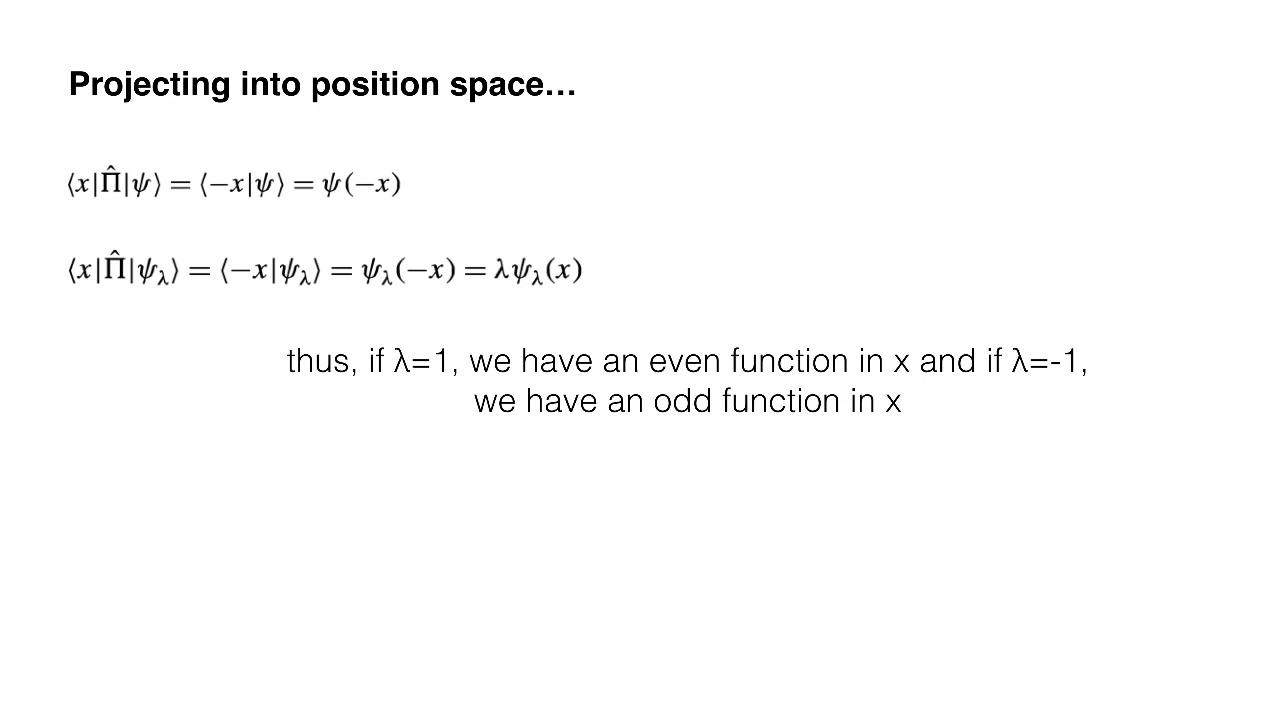 Projecting into position space…
⟨x|Π̂|ψ⟩ = ⟨−x|ψ⟩ = ψ(−x)
⟨x|Π̂|ψ_λ⟩ = ⟨−x|ψ_λ⟩ = ψ_λ(−x) = λψ_λ(x)
thus, if λ=1, we have an even function in x and if λ=-1,
we have an odd function in x